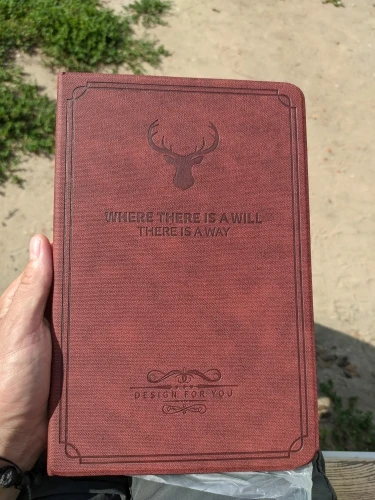 WHERE THERE IS A WILL
THERE IS A WAY
DESIGN FOR YOU